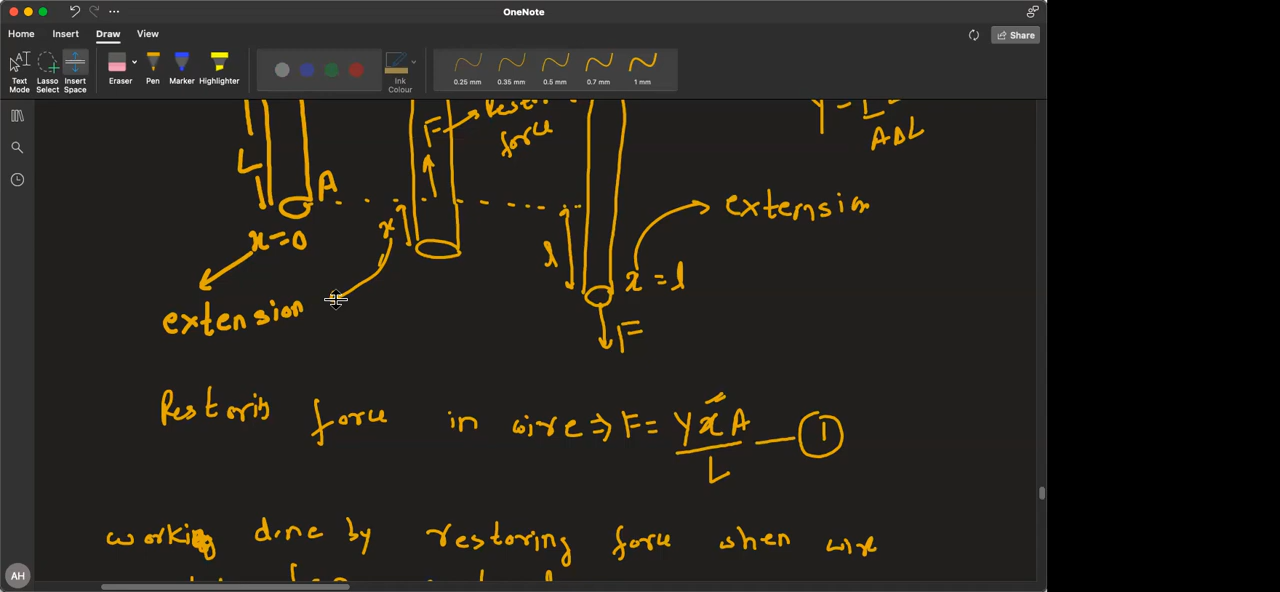 OneNote
Home Insert Draw View
Share
Text Mode
Lasso Select
Insert Space
Eraser
Pen
Marker
Highlighter
Ink Colour
0.25 mm 0.35 mm 0.5 mm 0.7 mm 1 mm
F
force
Y =
A ΔL
L
A
x=0
x
l
extension
x = l
extension
F
Restoring force in wire ⇒ F = YxA
L
1
done by restoring force when wire
AH